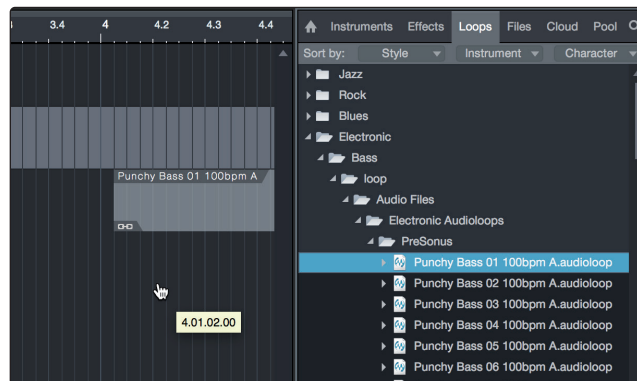 3.4 4 4.2 4.3 4.4
Instruments Effects Loops Files Cloud Pool
Sort by: Style Instrument Character
Jazz
Rock
Blues
Electronic
Bass
loop
Audio Files
Electronic Audioloops
PreSonus
Punchy Bass 01 100bpm A.audioloop
Punchy Bass 02 100bpm A.audioloop
Punchy Bass 03 100bpm A.audioloop
Punchy Bass 04 100bpm A.audioloop
Punchy Bass 05 100bpm A.audioloop
Punchy Bass 06 100bpm A.audioloop
Punchy Bass 01 100bpm A
4.01.02.00